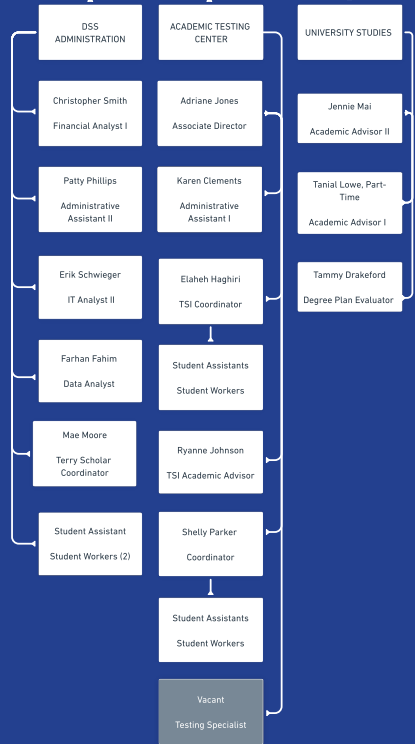 DSS
ADMINISTRATION
Christopher Smith
Financial Analyst I
Patty Phillips
Administrative
Assistant II
Erik Schwieger
IT Analyst II
Farhan Fahim
Data Analyst
Mae Moore
Terry Scholar
Coordinator
Student Assistant
Student Workers (2)
ACADEMIC TESTING
CENTER
Adriane Jones
Associate Director
Karen Clements
Administrative
Assistant I
Elaheh Haghiri
TSI Coordinator
Student Assistants
Student Workers
Ryanne Johnson
TSI Academic Advisor
Shelly Parker
Coordinator
Student Assistants
Student Workers
Vacant
Testing Specialist
UNIVERSITY STUDIES
Jennie Mai
Academic Advisor II
Tanial Lowe, Part-
Time
Academic Advisor I
Tammy Drakeford
Degree Plan Evaluator